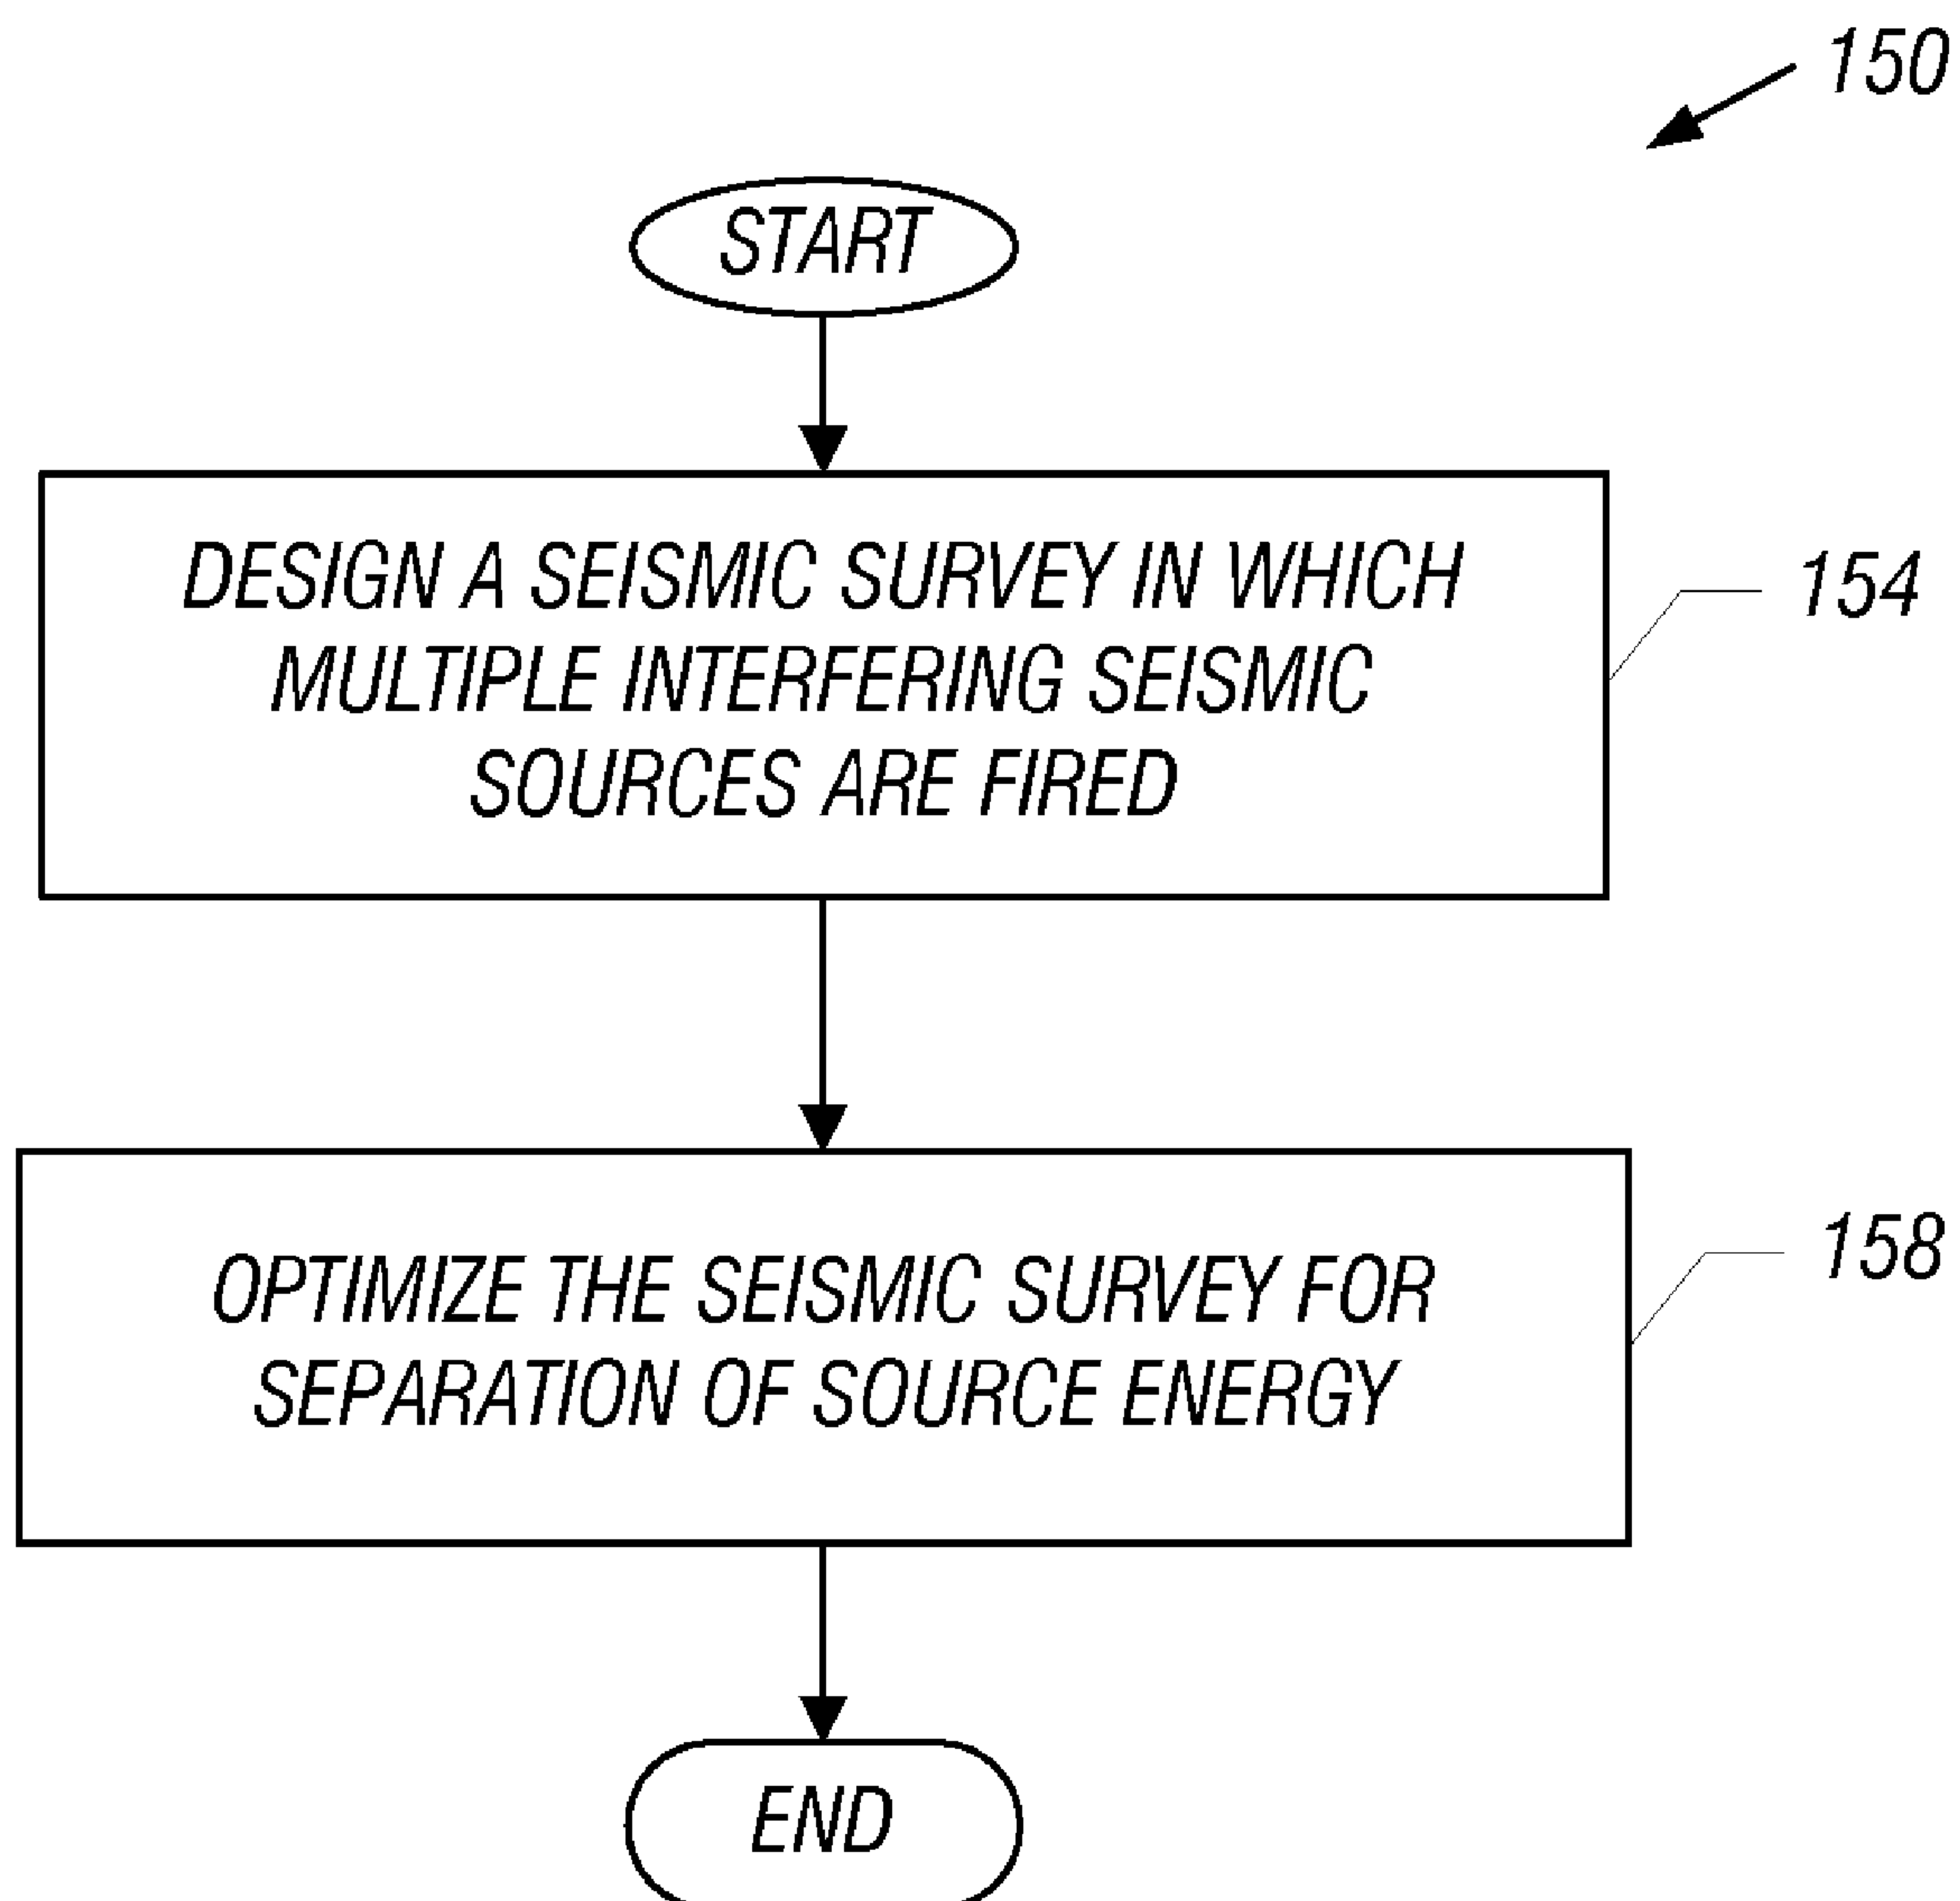 150
START
DESIGN A SEISMIC SURVEY IN WHICH
MULTIPLE INTERFERING SEISMIC
SOURCES ARE FIRED
154
OPTIMIZE THE SEISMIC SURVEY FOR
SEPARATION OF SOURCE ENERGY
158
END